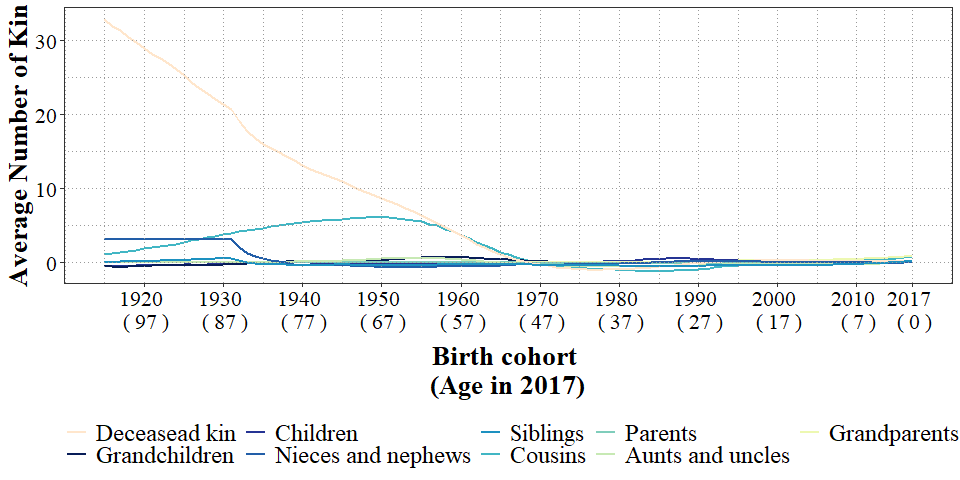 Average Number of Kin
30
20
10
0
1920 1930 1940 1950 1960 1970 1980 1990 2000 2010 2017
( 97 ) ( 87 ) ( 77 ) ( 67 ) ( 57 ) ( 47 ) ( 37 ) ( 27 ) ( 17 ) ( 7 ) ( 0 )
Birth cohort
(Age in 2017)
Deceasead kin Children Siblings Parents Grandparents
Grandchildren Nieces and nephews Cousins Aunts and uncles